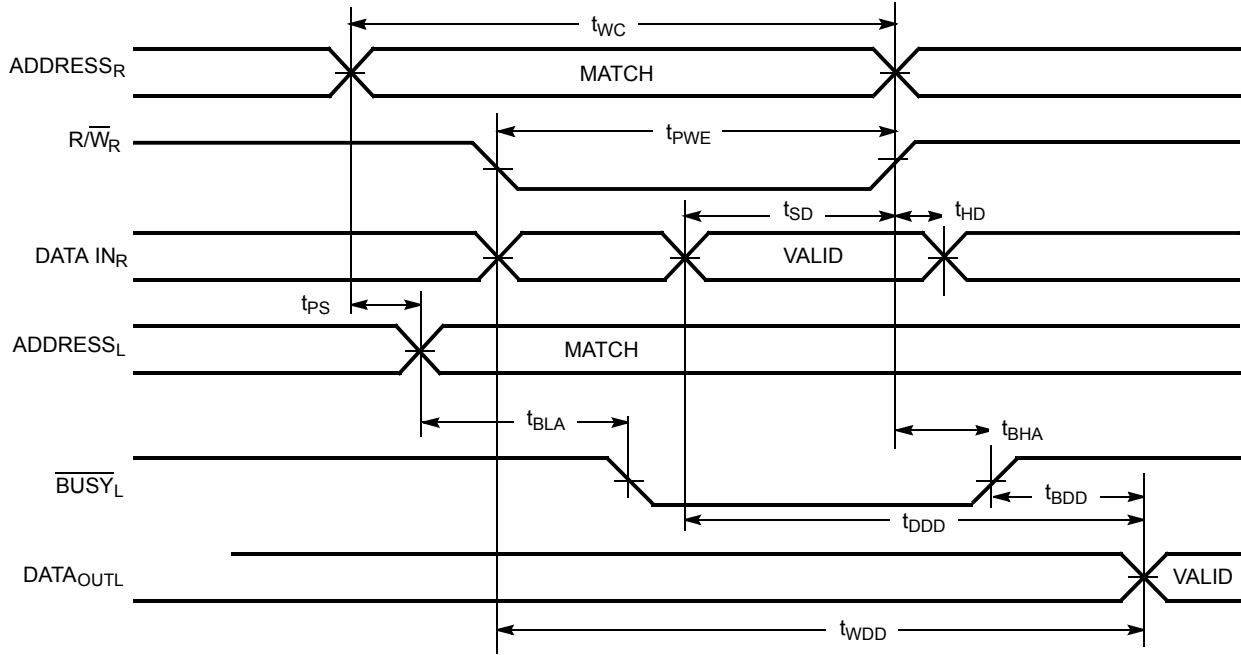 tWC
ADDRESSR
MATCH
R/W̅R
tPWE
tSD
tHD
DATA INR
VALID
tPS
ADDRESSL
MATCH
tBLA
tBHA
B̅U̅S̅Y̅L
tBDD
tDDD
DATAOUTL
VALID
tWDD